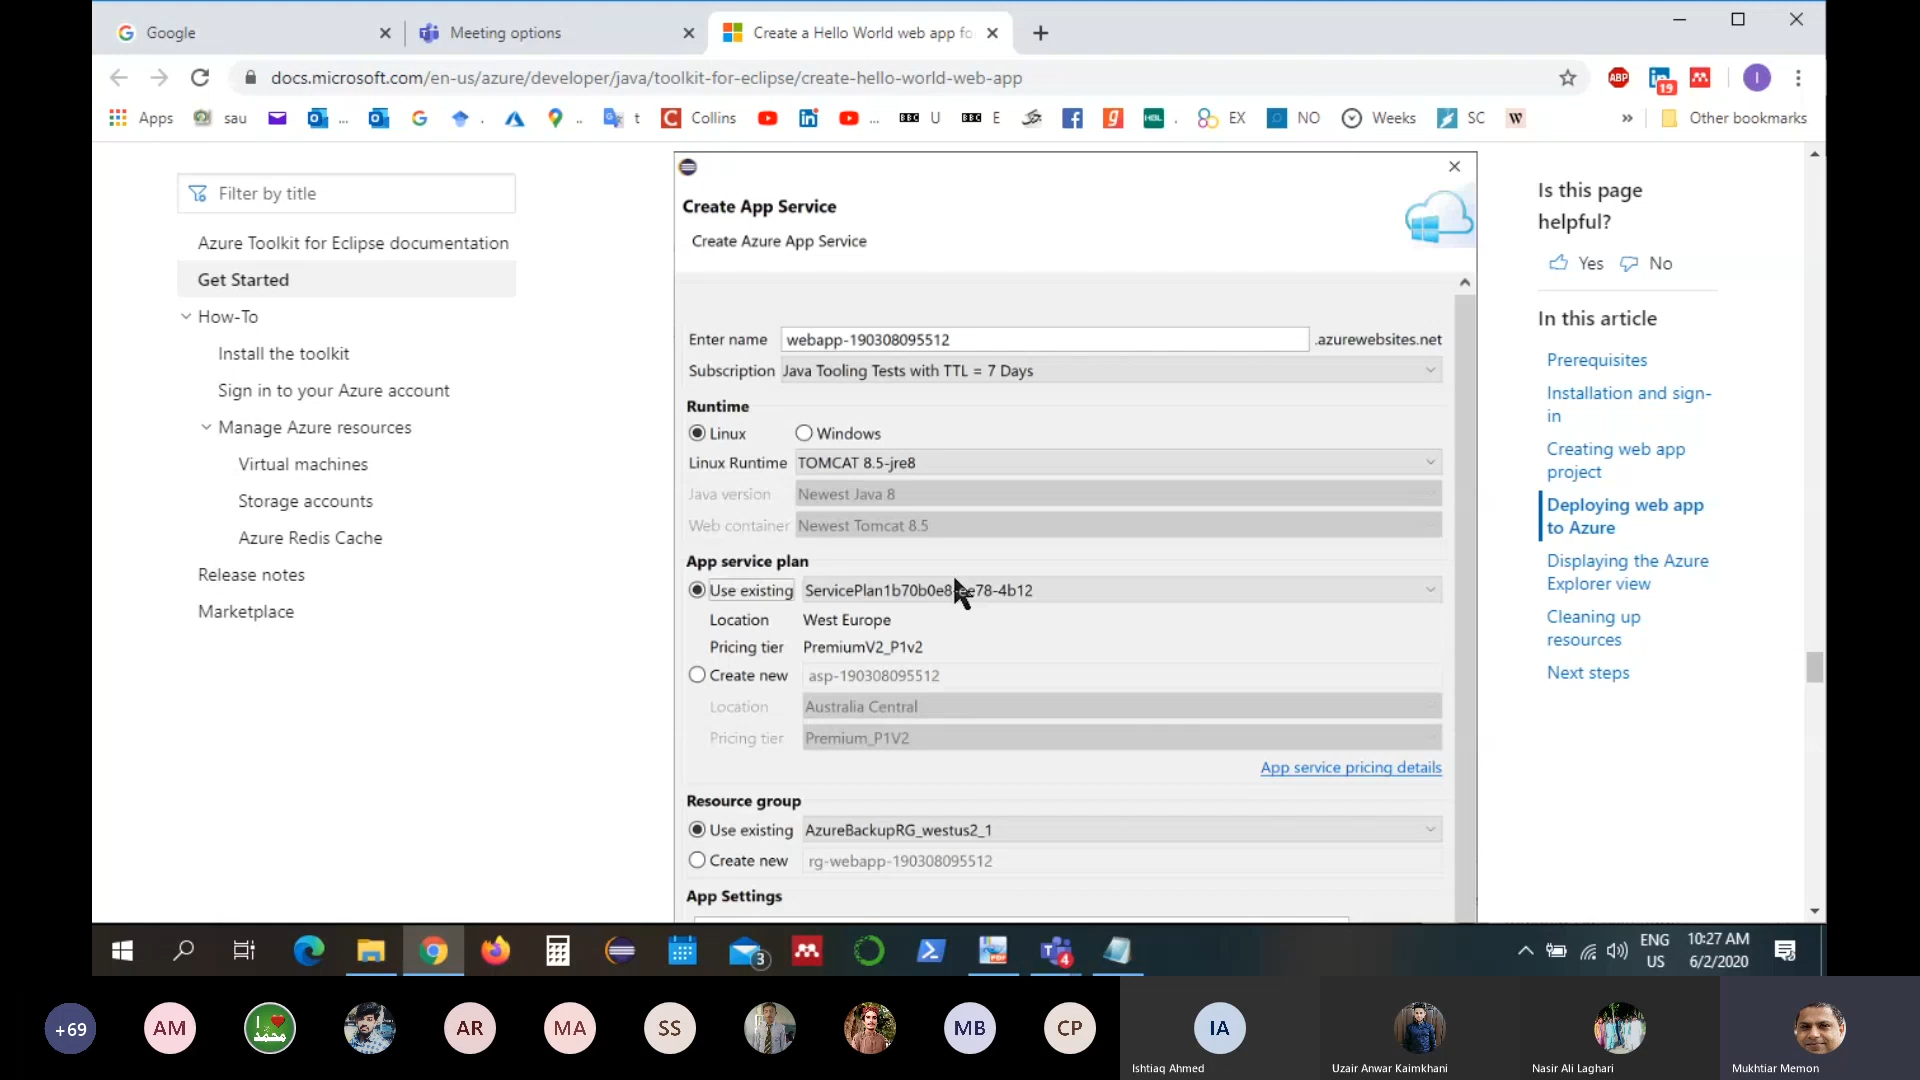 Google
Meeting options
Create a Hello World web app fo
docs.microsoft.com/en-us/azure/developer/java/toolkit-for-eclipse/create-hello-world-web-app
ABP
19
I
Apps
sau
...
.
..
t
Collins
...
BBC U
BBC E
HBL .
EX
NO
Weeks
SC
W
»
Other bookmarks
Filter by title
Azure Toolkit for Eclipse documentation
Get Started
How-To
Install the toolkit
Sign in to your Azure account
Manage Azure resources
Virtual machines
Storage accounts
Azure Redis Cache
Release notes
Marketplace
Create App Service
Create Azure App Service
Enter name webapp-190308095512 .azurewebsites.net
Subscription Java Tooling Tests with TTL = 7 Days
Runtime
Linux Windows
Linux Runtime TOMCAT 8.5-jre8
Java version Newest Java 8
Web container Newest Tomcat 8.5
App service plan
Use existing ServicePlan1b70b0e8-ee78-4b12
Location West Europe
Pricing tier PremiumV2_P1v2
Create new asp-190308095512
Location Australia Central
Pricing tier Premium_P1V2
App service pricing details
Resource group
Use existing AzureBackupRG_westus2_1
Create new rg-webapp-190308095512
App Settings
Is this page
helpful?
Yes No
In this article
Prerequisites
Installation and sign-
in
Creating web app
project
Deploying web app
to Azure
Displaying the Azure
Explorer view
Cleaning up
resources
Next steps
3
PDF
4
ENG
US
10:27 AM
6/2/2020
+69
AM
I
محمد
AR
MA
SS
MB
CP
IA
Ishtiaq Ahmed
Uzair Anwar Kaimkhani
Nasir Ali Laghari
Mukhtiar Memon